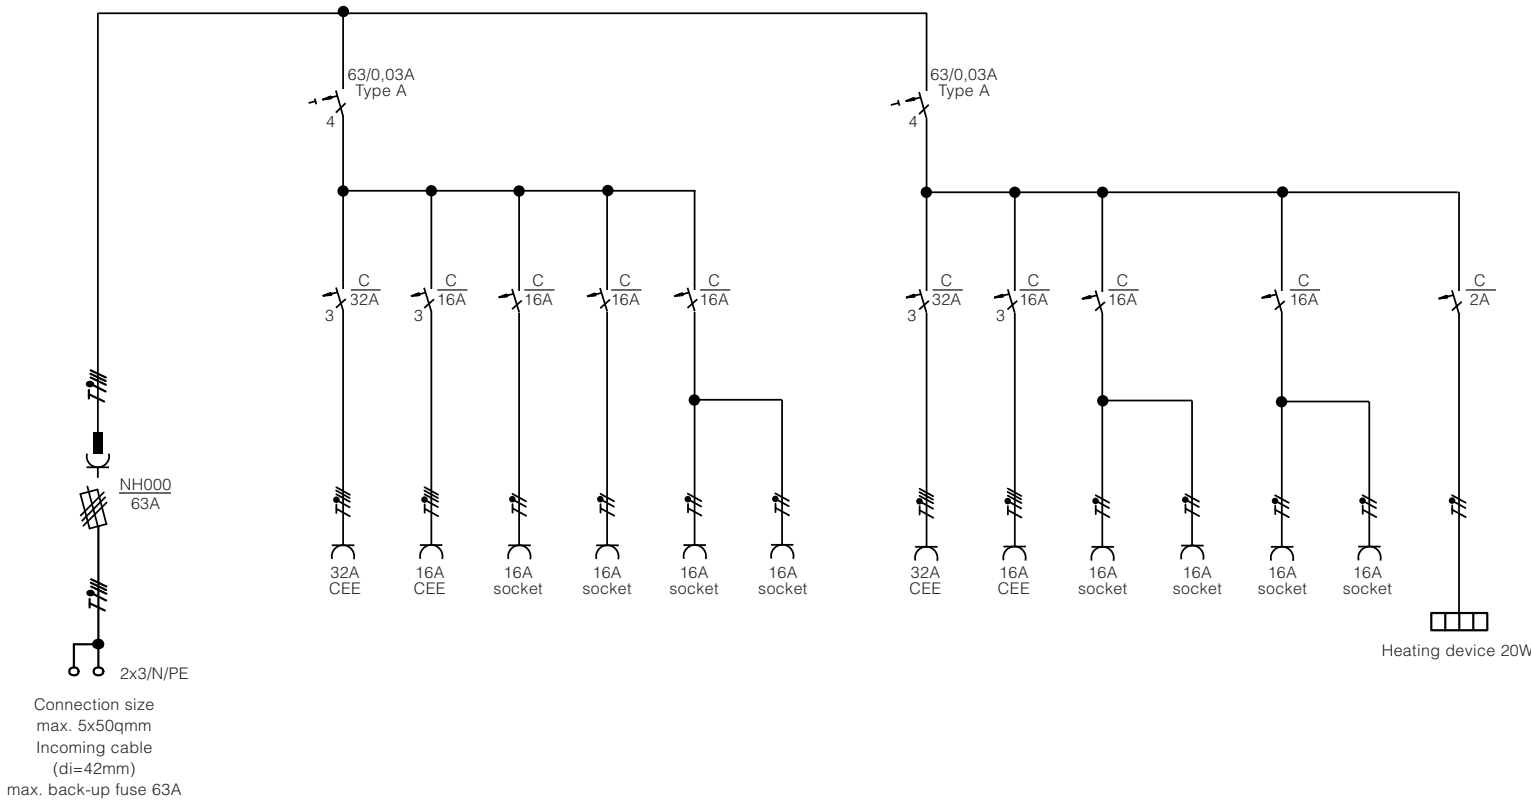 63/0,03A
Type A
4
63/0,03A
Type A
4
C
32A
3
C
16A
3
C
16A
C
16A
C
16A
C
32A
3
C
16A
3
C
16A
C
16A
C
2A
NH000
63A
32A
CEE
16A
CEE
16A
socket
16A
socket
16A
socket
16A
socket
32A
CEE
16A
CEE
16A
socket
16A
socket
16A
socket
16A
socket
Heating device 20W
2x3/N/PE
Connection size
max. 5x50qmm
Incoming cable
(di=42mm)
max. back-up fuse 63A